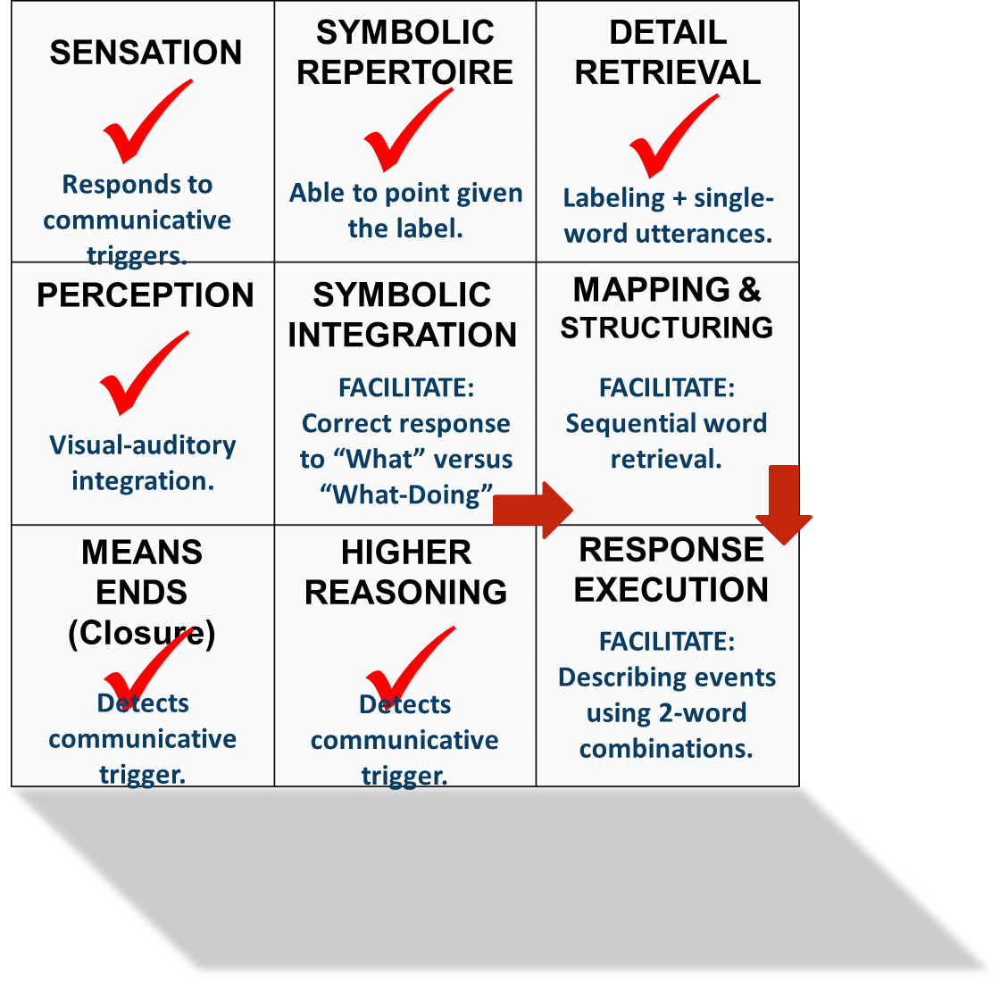 SENSATION
Responds to
communicative
triggers.
SYMBOLIC
REPERTOIRE
Able to point given
the label.
DETAIL
RETRIEVAL
Labeling + single-
word utterances.
PERCEPTION
Visual-auditory
integration.
SYMBOLIC
INTEGRATION
FACILITATE:
Correct response
to “What” versus
“What-Doing”
MAPPING &
STRUCTURING
FACILITATE:
Sequential word
retrieval.
MEANS
ENDS
(Closure)
Detects
communicative
trigger.
HIGHER
REASONING
Detects
communicative
trigger.
RESPONSE
EXECUTION
FACILITATE:
Describing events
using 2-word
combinations.